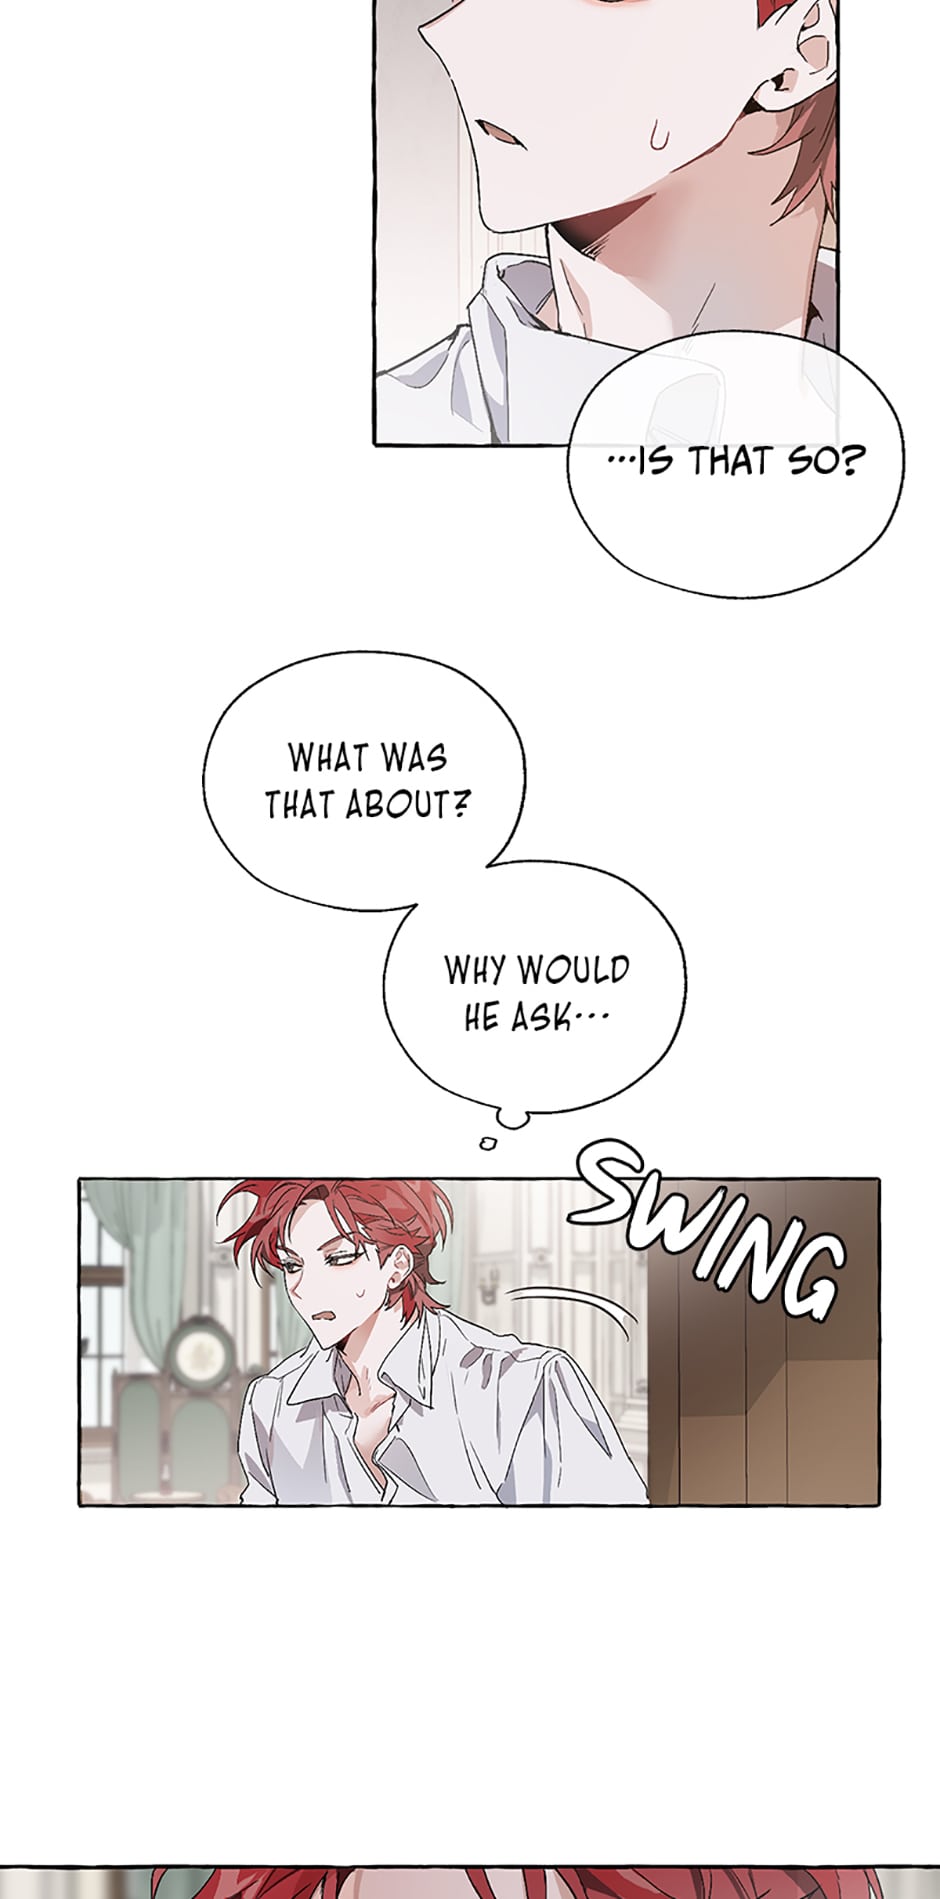 ...IS THAT SO?
WHAT WAS
THAT ABOUT?
WHY WOULD
HE ASK...
SWING